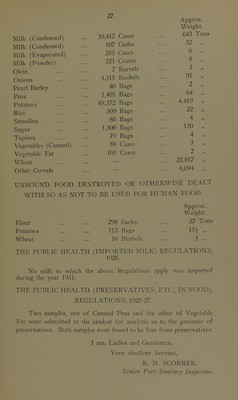 27
Approx.
Weight.
Milk (Condensed) ... 39,417 Cases ... 643 Tons
Milk (Condensed) ... 107 Casks ... 32 „
Milk (Evaporated) ... 285 Cases ... 6 „
Milk (Powder) ... 221 Crates ... 8 „
Olein ... 7 Barrels ... 3 „
Onions ... 3,315 Bushels ... 91 „
Pearl Barley ... 40 Bags ... 2 „
Peas ... 1,405 Bags ... 64 „
Potatoes ... 88,372 Bags ... 4,419 „
Rice ... 309 Bags ... 22 „
Semolina ... 80 Bags ... 4 „
Sugar ... 1,300 Bags ... 130 „
Tapioca ... 79 Bags ... 4 „
Vegetables (Canned) ... 88 Cases ... 3 „
Vegetable Fat ... 100 Cases ... 2 „
Wheat ... — ... 23,817 „
Other Cereals ... — ... 6,094 „
UNSOUND FOOD DESTROYED OR OTHERWISE DEALT
WITH SO AS NOT TO BE USED FOR HUMAN FOOD.
Approx.
Weight.
Flour ... 298 Sacks ... 37 Tons
Potatoes ... 313 Bags ... 15½ „
Wheat ... 16 Bushels ... „
THE PUBLIC HEALTH (IMPORTED MILK) REGULATIONS,
1926.
No milk to which the above Regulations apply was imported
during the year 1931.
THE PUBLIC HEALTH (PRESERVATIVES, ETC., IN FOOD),
REGULATIONS, 1925-27.
Two samples, one of Canned Peas and the other of Vegetable
Fat were submitted to the analyst for analysis as to the presence of
preservatives. Both samples were found to be free from preservatives.
I am, Ladies and Gentlemen,
Your obedient Servant,
R. M. SCORRER,
Senior Port Sanitary Inspector.